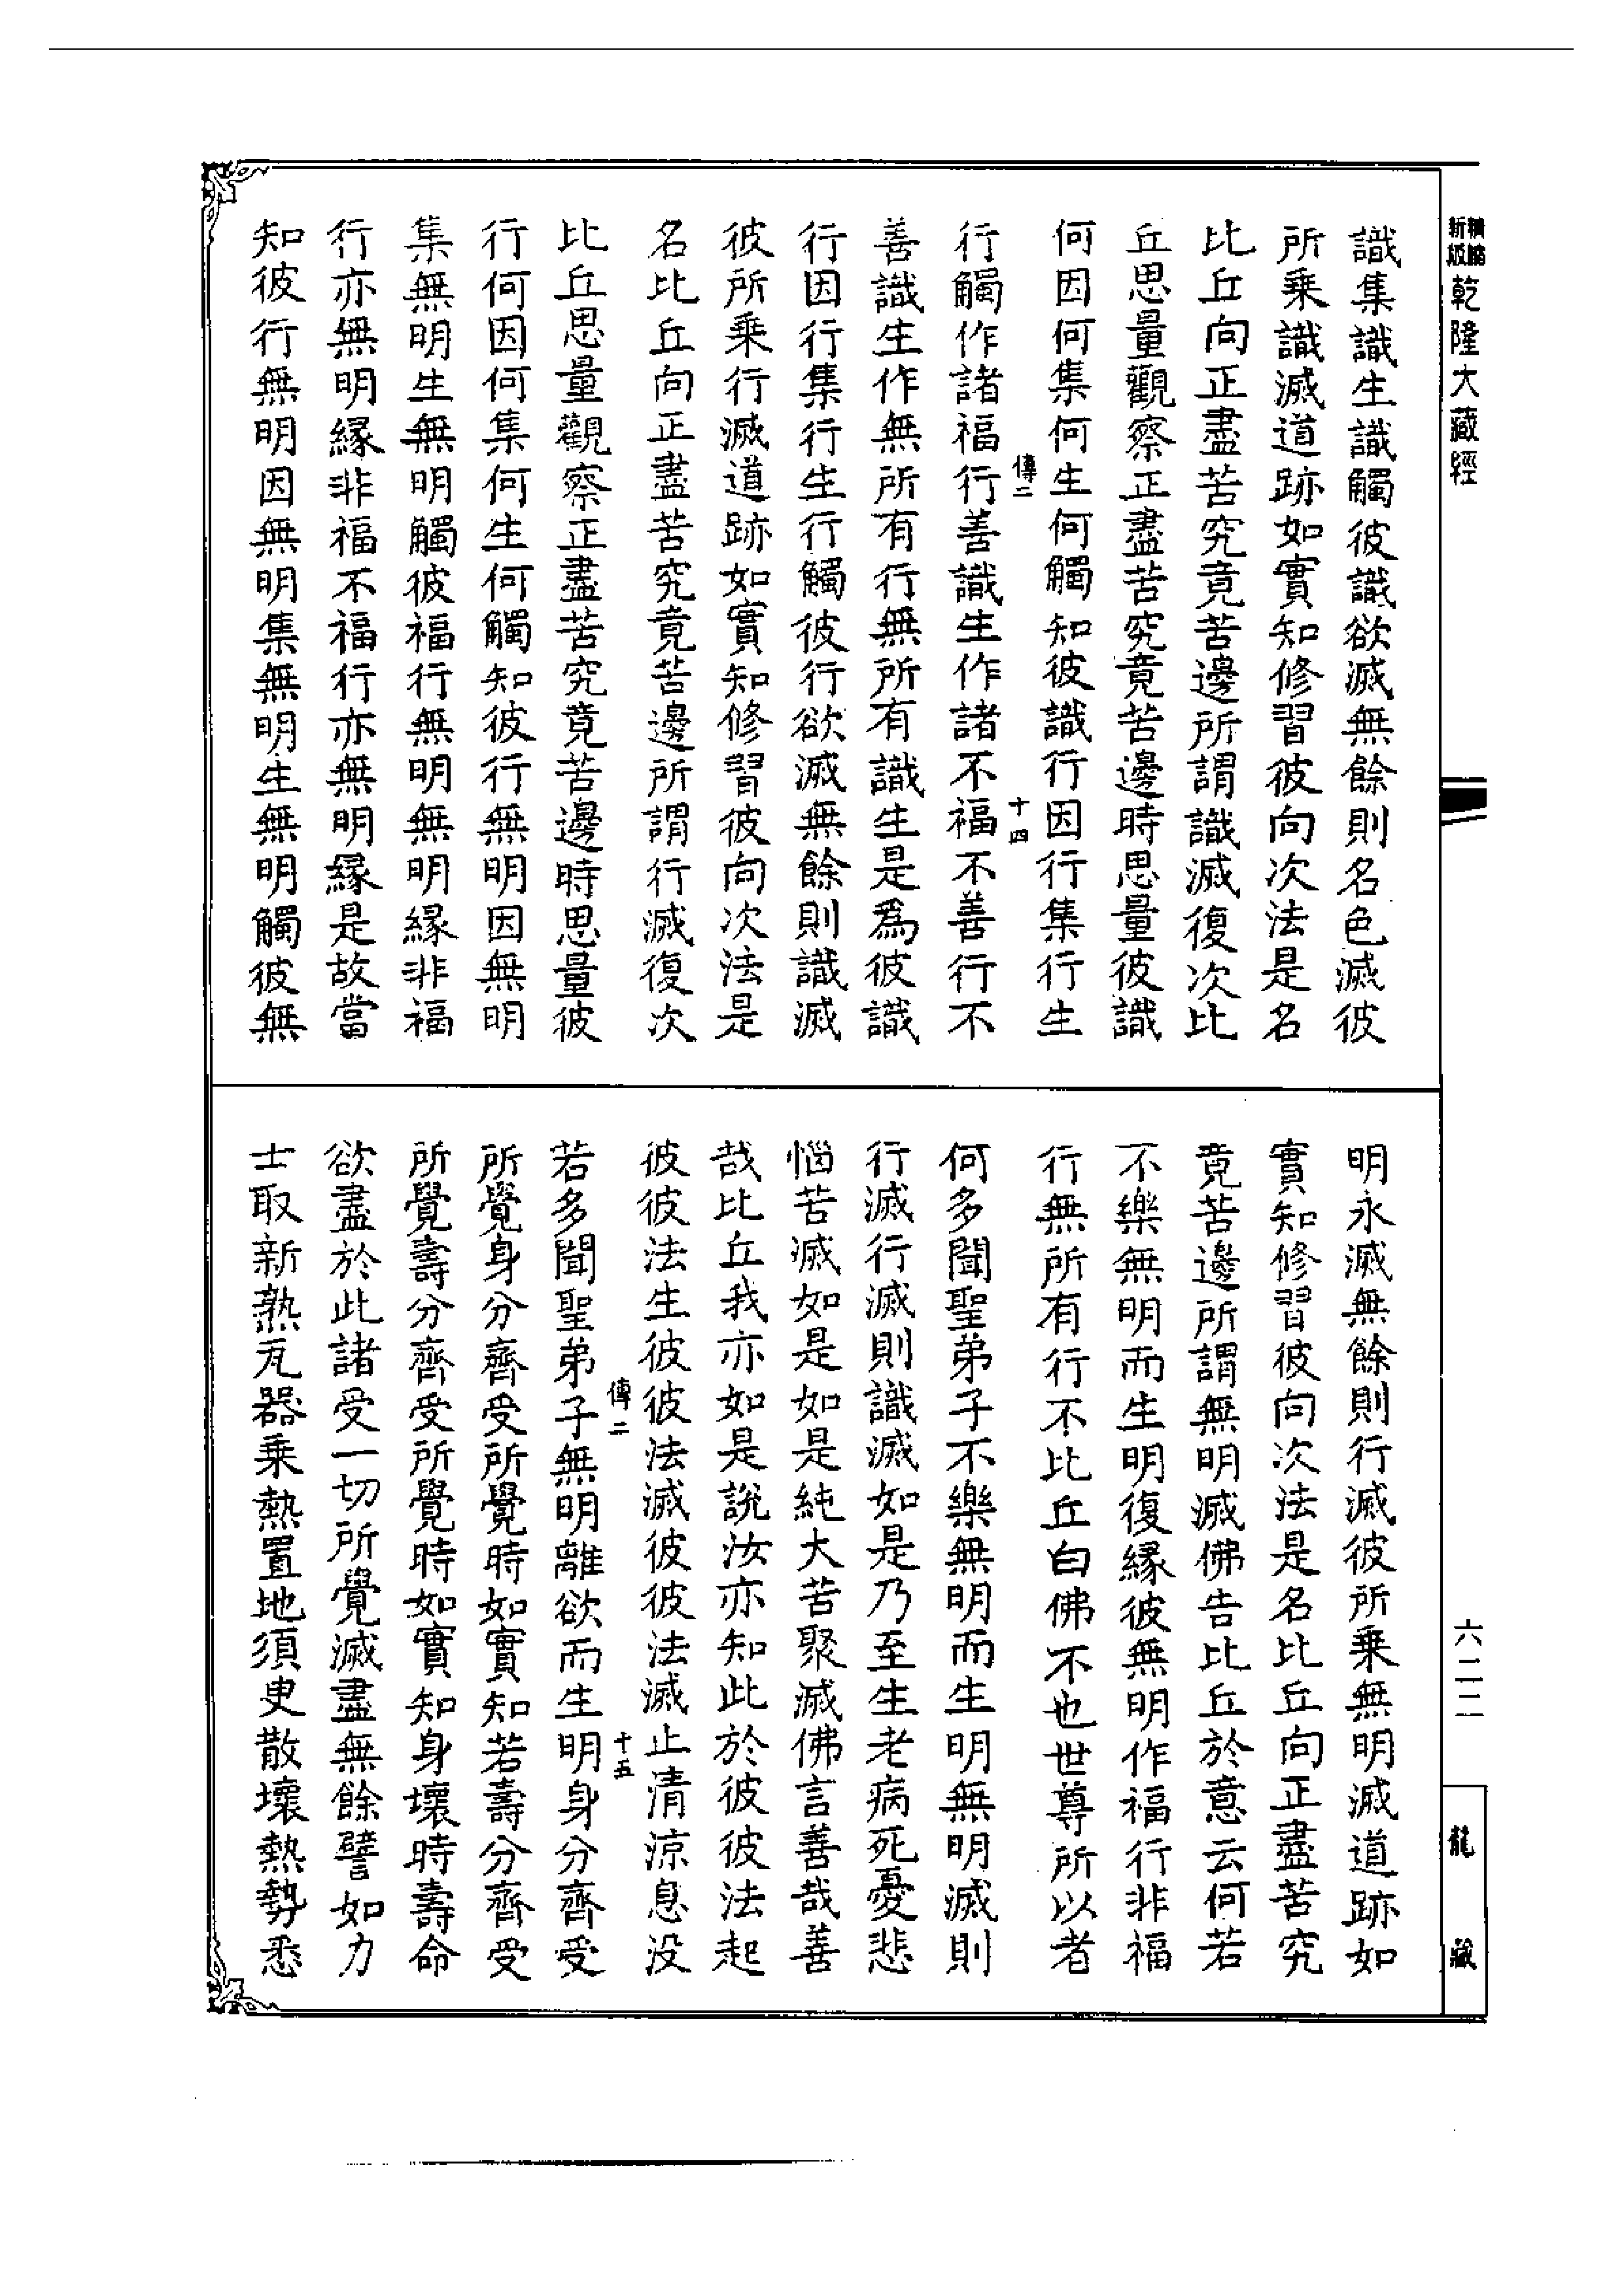 新版
精縮
乾隆大藏經
識集識生識觸彼識欲滅無餘則名色滅彼
所乘識滅道跡如實知修習彼向次法是名
比丘向正盡苦究竟苦邊所謂識滅復次比
丘思量觀察正盡苦究竟苦邊時思量彼識
何因何集何生何觸知彼識行因行集行生
傳二
十四
行觸作諸福行善識生作諸不福不善行不
善識生作無所有行無所有識生是為彼識
行因行集行生行觸彼行欲滅無餘則識滅
彼所乘行滅道跡如實知修習彼向次法是
名比丘向正盡苦究竟苦邊所謂行滅復次
比丘思量觀察正盡苦究竟苦邊時思量彼
行何因何集何生何觸知彼行無明因無明
集無明生無明觸彼福行無明緣非福
行亦無明緣非福不福行亦無明緣是故當
知彼行無明因無明集無明生無明觸彼無
明永滅無餘則行滅彼所乘無明滅道跡如
實知修習彼向次法是名比丘向正盡苦究
竟苦邊所謂無明滅佛告比丘於意云何若
不樂無明而生明復緣彼無明作福行非福
行無所有行不比丘白佛不也世尊所以者
何多聞聖弟子不樂無明而生明無明滅則
行滅行滅則識滅如是乃至生老病死憂悲
惱苦滅如是如是純大苦聚滅佛言善哉善
哉比丘我亦如是說汝亦知此於彼彼法起
彼彼法生彼彼法滅彼彼法滅止清涼息没
傳二
十五
若多聞聖弟子無明離欲而生明身分齊受
所覺身分齊受所覺時如實知若壽分齊受
所覺壽分齊受所覺時如實知身壞時壽命
欲盡於此諸受一切所覺滅盡無餘譬如力
士取新熟瓦器乘熱置地須臾散壞熱勢悉
六二二
龍藏